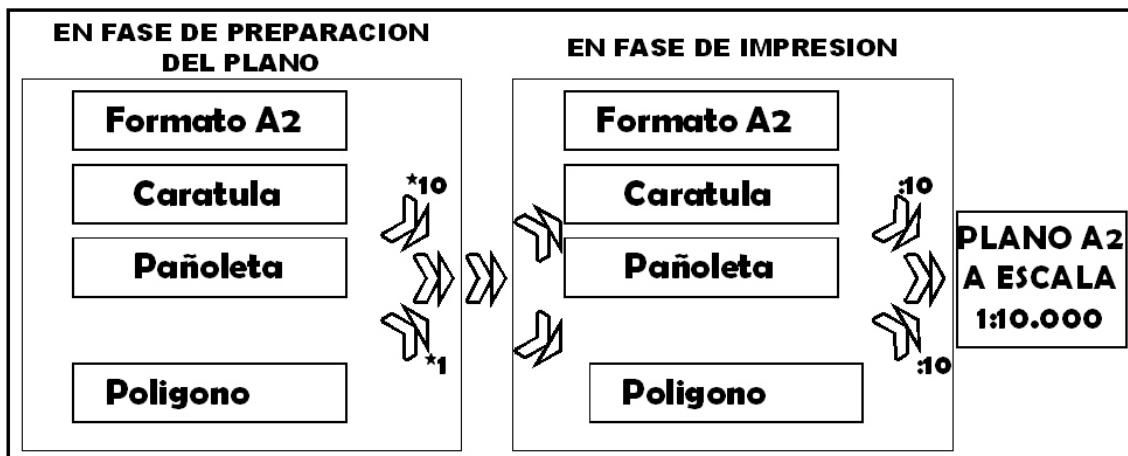 EN FASE DE PREPARACION
DEL PLANO
Formato A2
Caratula
*10
Pañoleta
*1
Poligono
EN FASE DE IMPRESION
Formato A2
Caratula
:10
Pañoleta
:10
Poligono
PLANO A2
A ESCALA
1:10.000